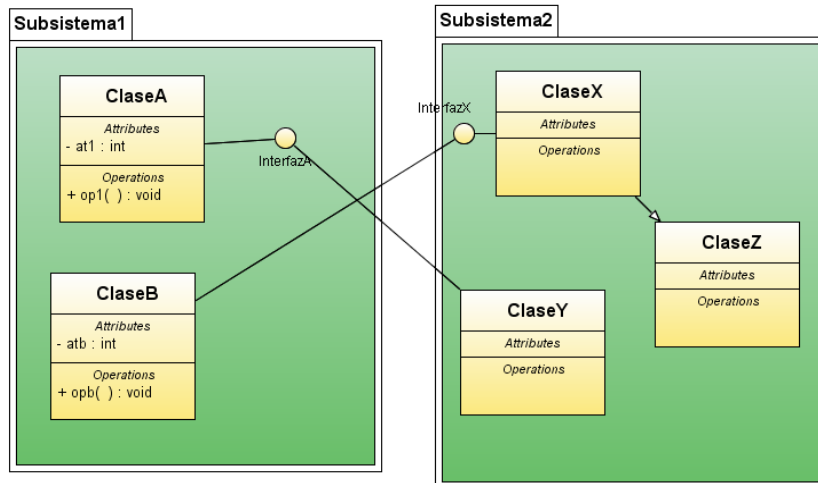 Subsistema1
ClaseA
Attributes
- at1 : int
Operations
+ op1( ) : void
InterfazA
ClaseB
Attributes
- atb : int
Operations
+ opb( ) : void
Subsistema2
InterfazX
ClaseX
Attributes
Operations
ClaseZ
Attributes
Operations
ClaseY
Attributes
Operations